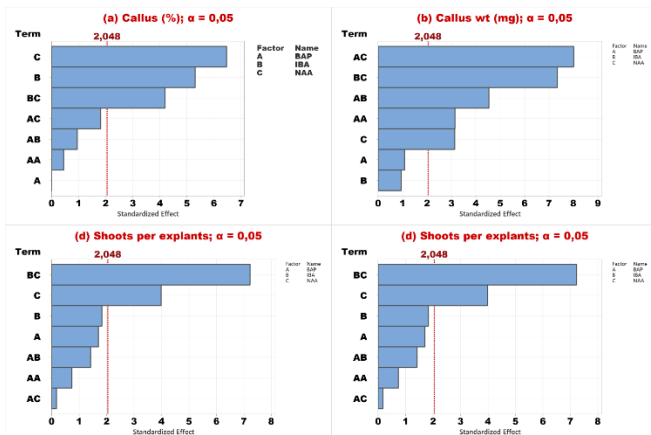 (a) Callus (%); α = 0,05
Term
2,048
C
B
BC
AC
AB
AA
A
0 1 2 3 4 5 6 7
Standardized Effect
Factor Name
A BAP
B IBA
C NAA
(b) Callus wt (mg); α = 0,05
Term
2,048
AC
BC
AB
AA
C
A
B
0 1 2 3 4 5 6 7 8 9
Standardized Effect
Factor Name
A BAP
B IBA
C NAA
(d) Shoots per explants; α = 0,05
Term
2,048
BC
C
B
A
AB
AA
AC
0 1 2 3 4 5 6 7 8
Standardized Effect
Factor Name
A BAP
B IBA
C NAA
(d) Shoots per explants; α = 0,05
Term
2,048
BC
C
B
A
AB
AA
AC
0 1 2 3 4 5 6 7 8
Standardized Effect
Factor Name
A BAP
B IBA
C NAA